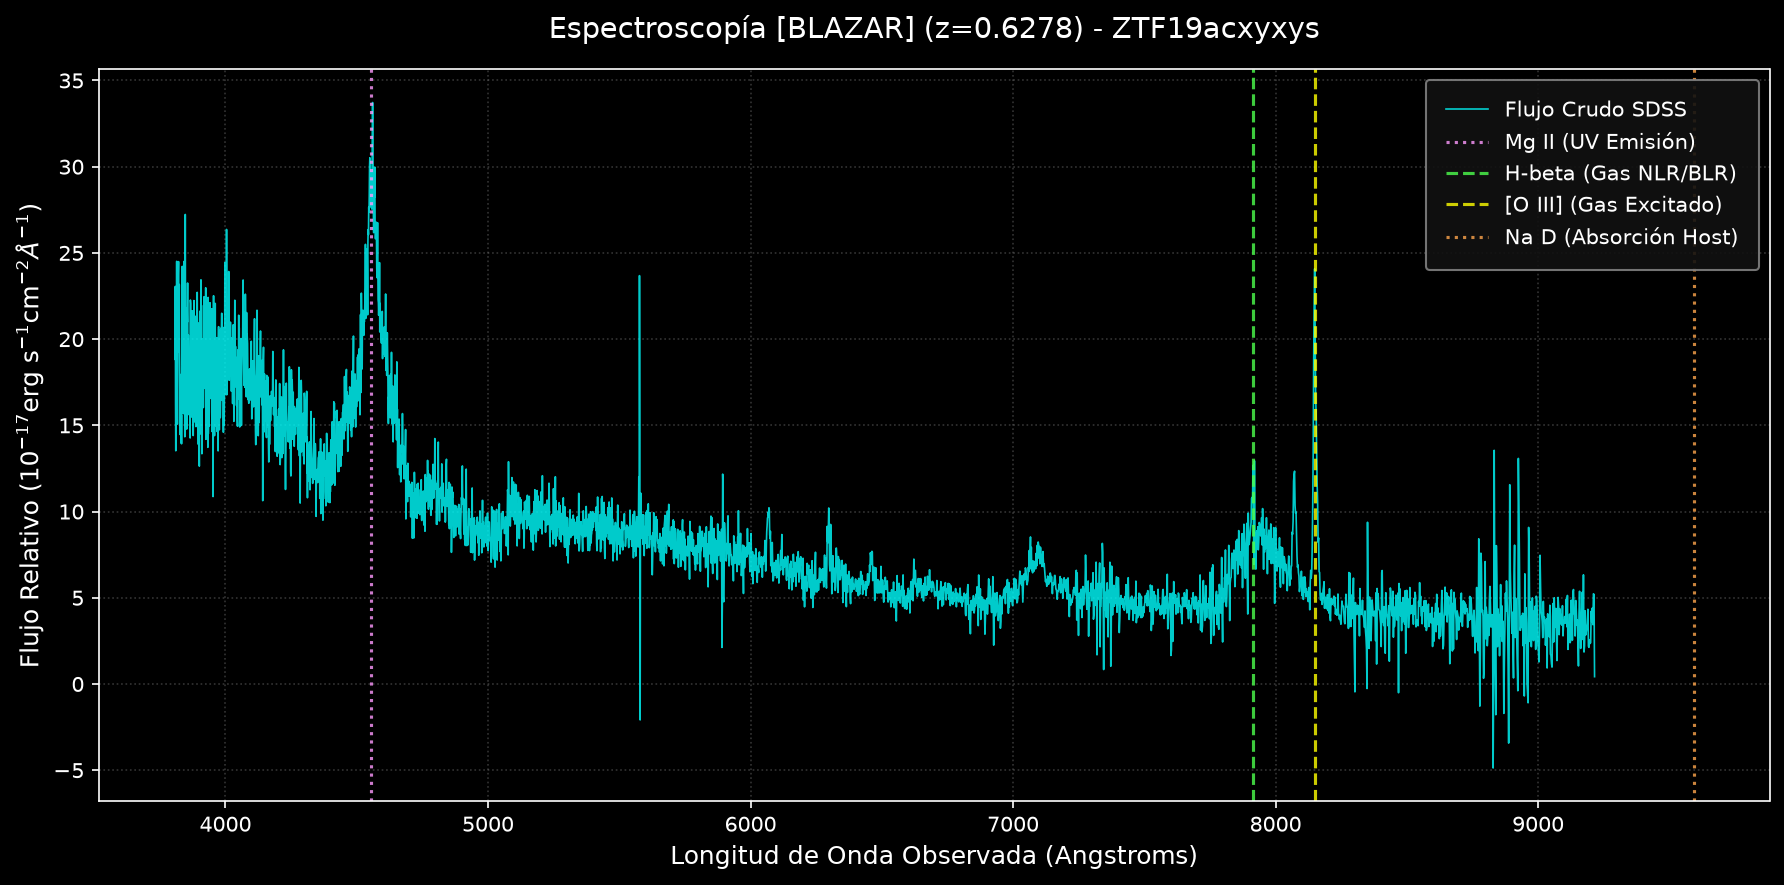 Espectroscopía [BLAZAR] (z=0.6278) - ZTF19acxyxys
Flujo Relativo (10⁻¹⁷erg s⁻¹cm⁻²Å⁻¹)
35
30
25
20
15
10
5
0
−5
Flujo Crudo SDSS
Mg II (UV Emisión)
H-beta (Gas NLR/BLR)
[O III] (Gas Excitado)
Na D (Absorción Host)
4000 5000 6000 7000 8000 9000
Longitud de Onda Observada (Angstroms)